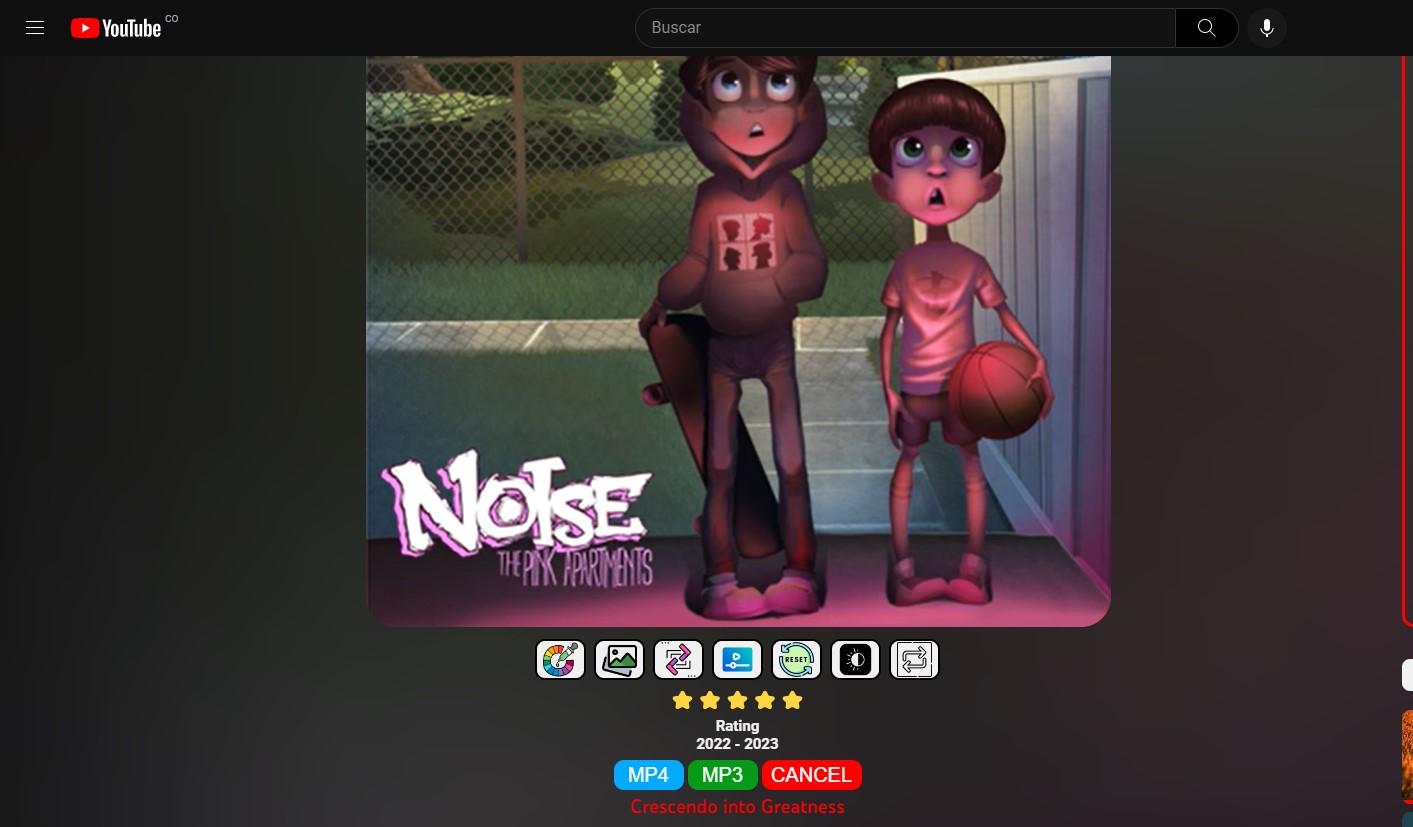 YouTube CO
Buscar
NOISE
THE PINK APARTMENTS
RESET
Rating
2022 - 2023
MP4 MP3 CANCEL
Crescendo into Greatness